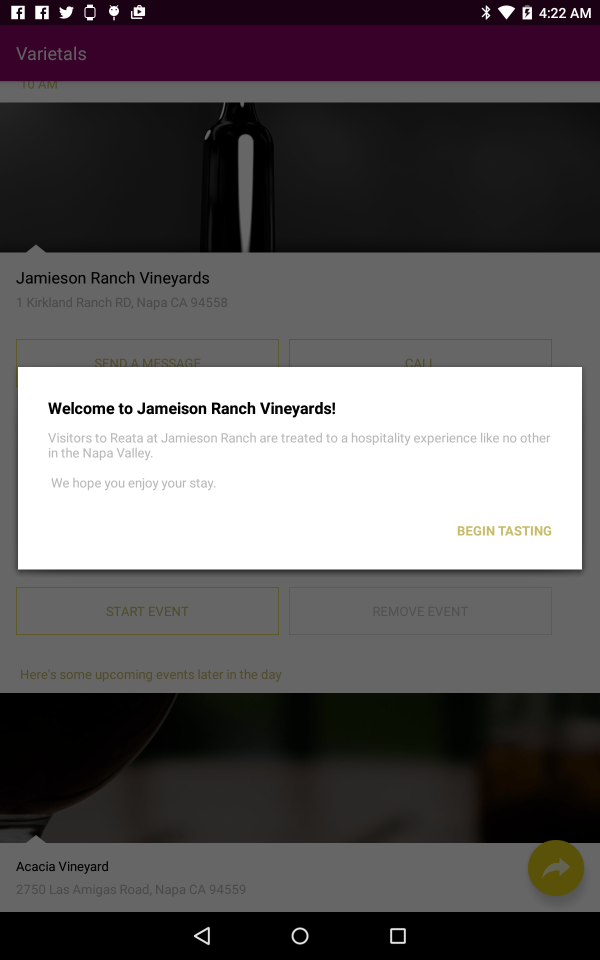 4:22 AM
Varietals
10 AM
Jamieson Ranch Vineyards
1 Kirkland Ranch RD, Napa CA 94558
SEND A MESSAGE
CALL
Welcome to Jameison Ranch Vineyards!
Visitors to Reata at Jamieson Ranch are treated to a hospitality experience like no other
in the Napa Valley.
We hope you enjoy your stay.
BEGIN TASTING
START EVENT
REMOVE EVENT
Here's some upcoming events later in the day
Acacia Vineyard
2750 Las Amigas Road, Napa CA 94559